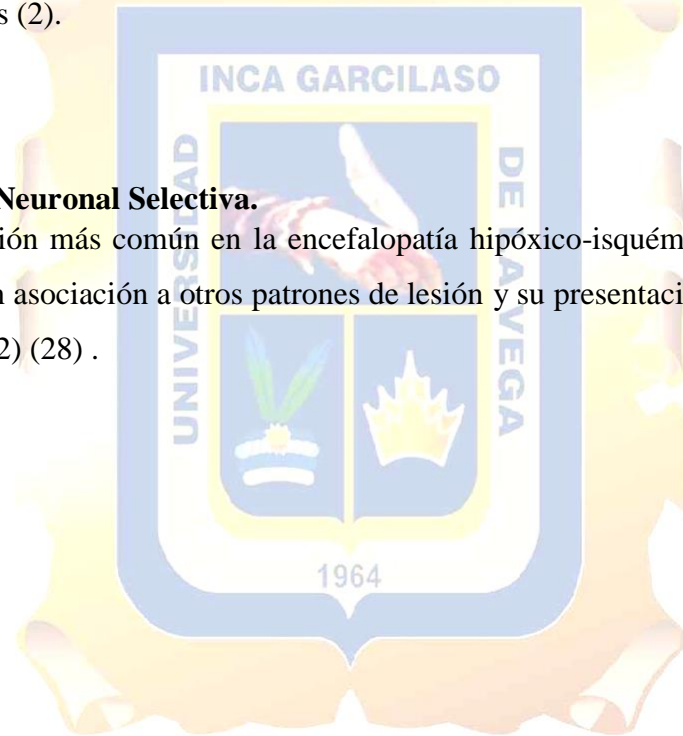 s (2).
INCA GARCILASO
UNIVERSIDAD
DE LA VEGA
Neuronal Selectiva.
ión más común en la encefalopatía hipóxico-isquém
n asociación a otros patrones de lesión y su presentaci
2) (28) .
1964